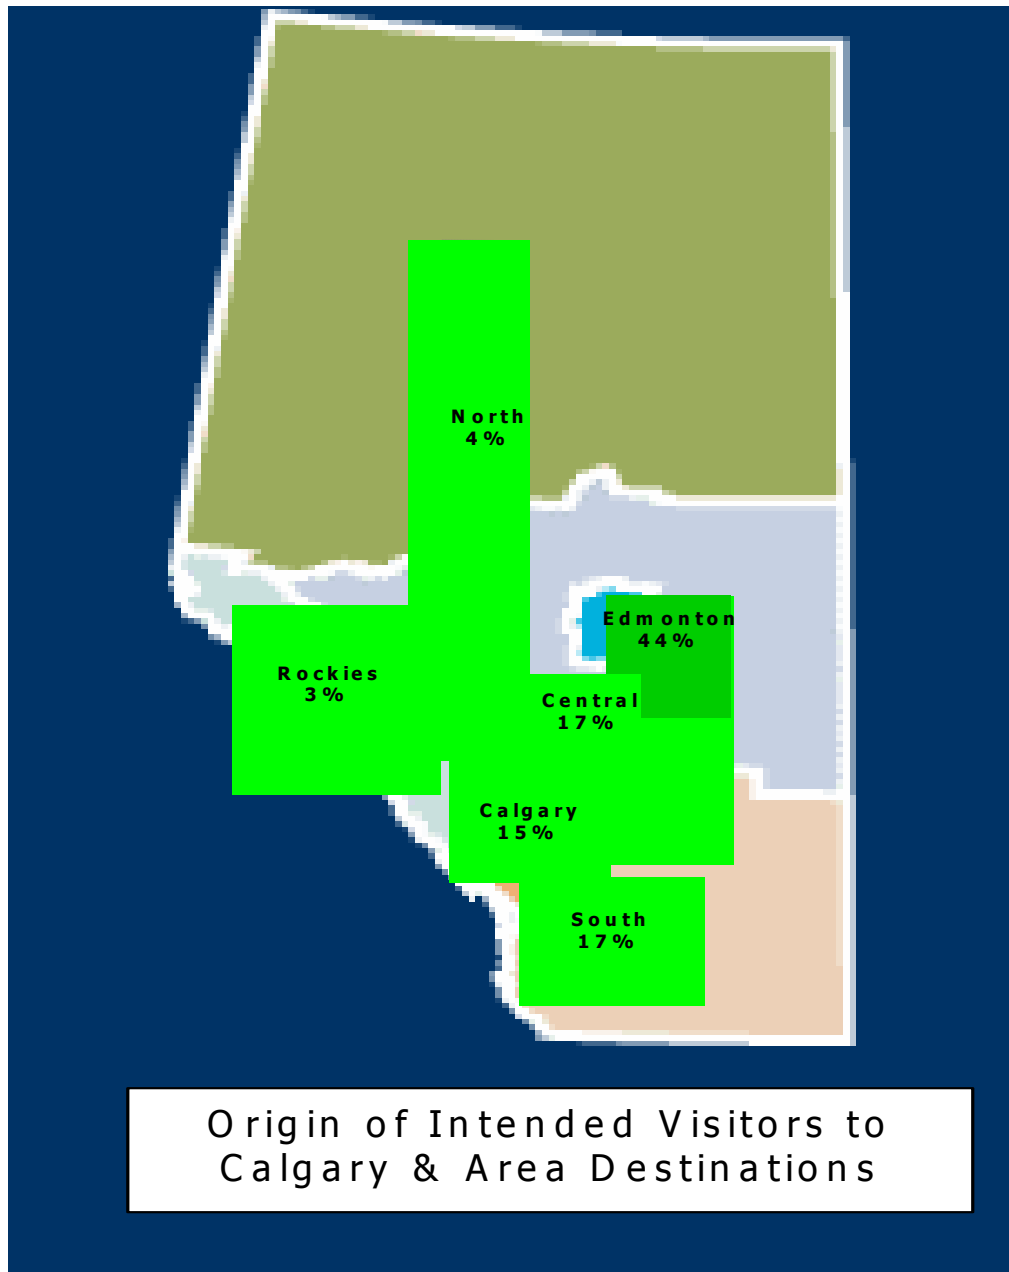 North
4%
Edmonton
44%
Rockies
3%
Central
17%
Calgary
15%
South
17%
Origin of Intended Visitors to
Calgary & Area Destinations